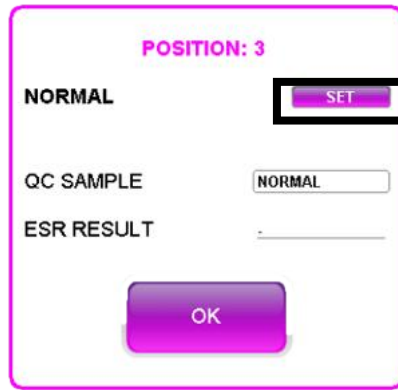 POSITION: 3
NORMAL SET
QC SAMPLE NORMAL
ESR RESULT -
OK